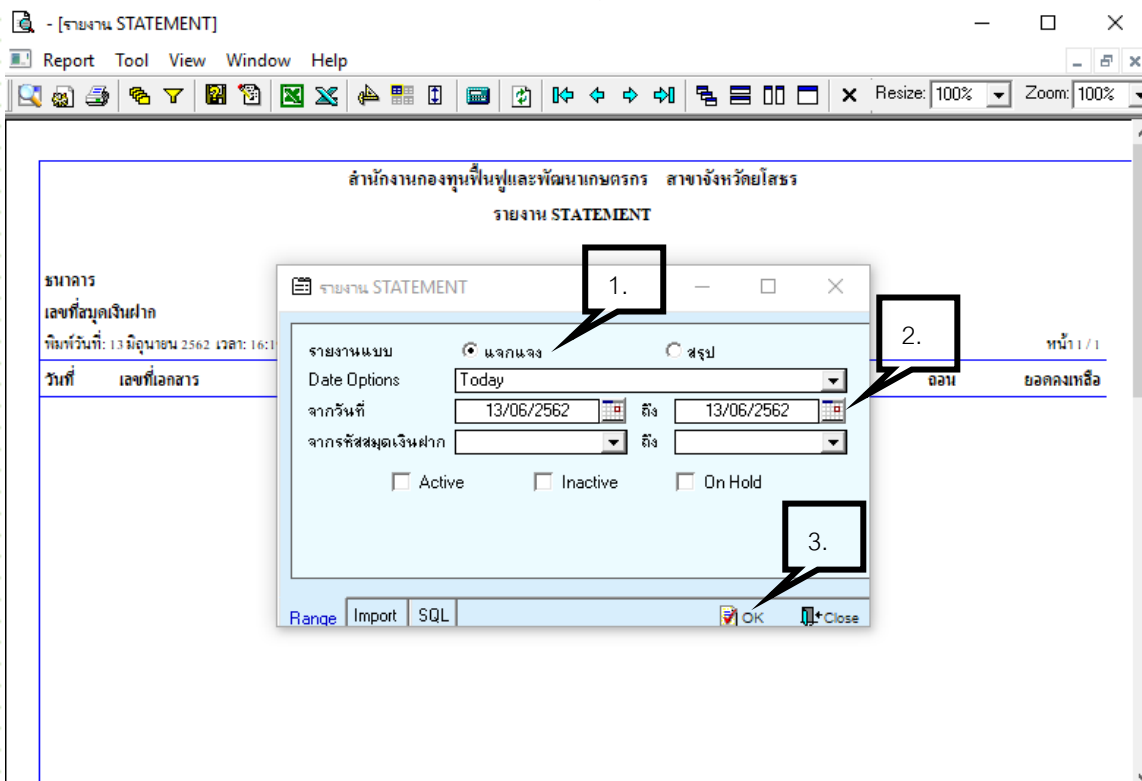 - [รายงาน STATEMENT]
Report Tool View Window Help
Resize: 100% Zoom: 100%
สำนักงานกองทุนฟื้นฟูและพัฒนาเกษตรกร สาขาจังหวัดยโสธร
รายงาน STATEMENT
ธนาคาร
เลขที่สมุดเงินฝาก
พิมพ์วันที่: 13 มิถุนายน 2562 เวลา: 16:1
หน้า 1 / 1
วันที่ เลขที่เอกสาร ถอน ยอดคงเหลือ
รายงาน STATEMENT
1.
2.
รายงานแบบ แจกแจง สรุป
Date Options Today
จากวันที่ 13/06/2562 ถึง 13/06/2562
จากรหัสสมุดเงินฝาก ถึง
Active Inactive On Hold
3.
Range Import SQL OK Close